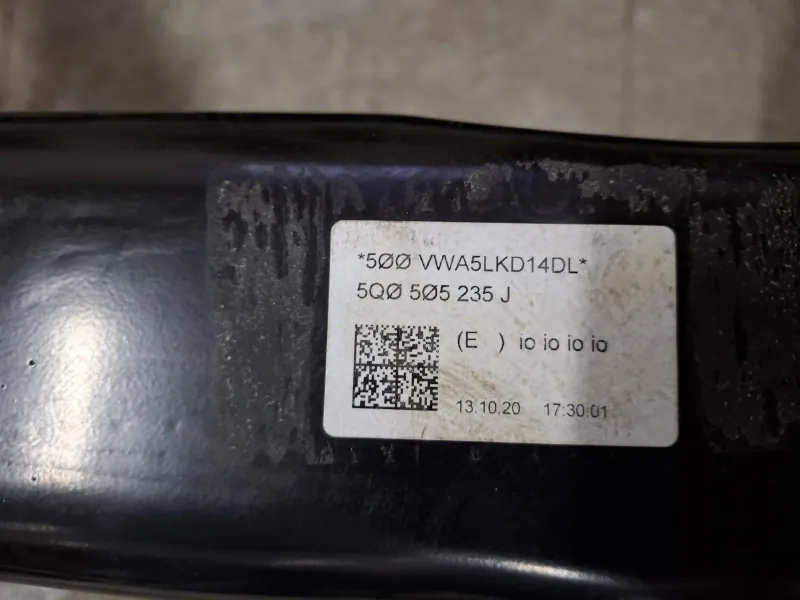 *5ØØ VWA5LKD14DL*
5QØ 5Ø5 235 J
(E ) io io io io
13.10.20 17:30:01